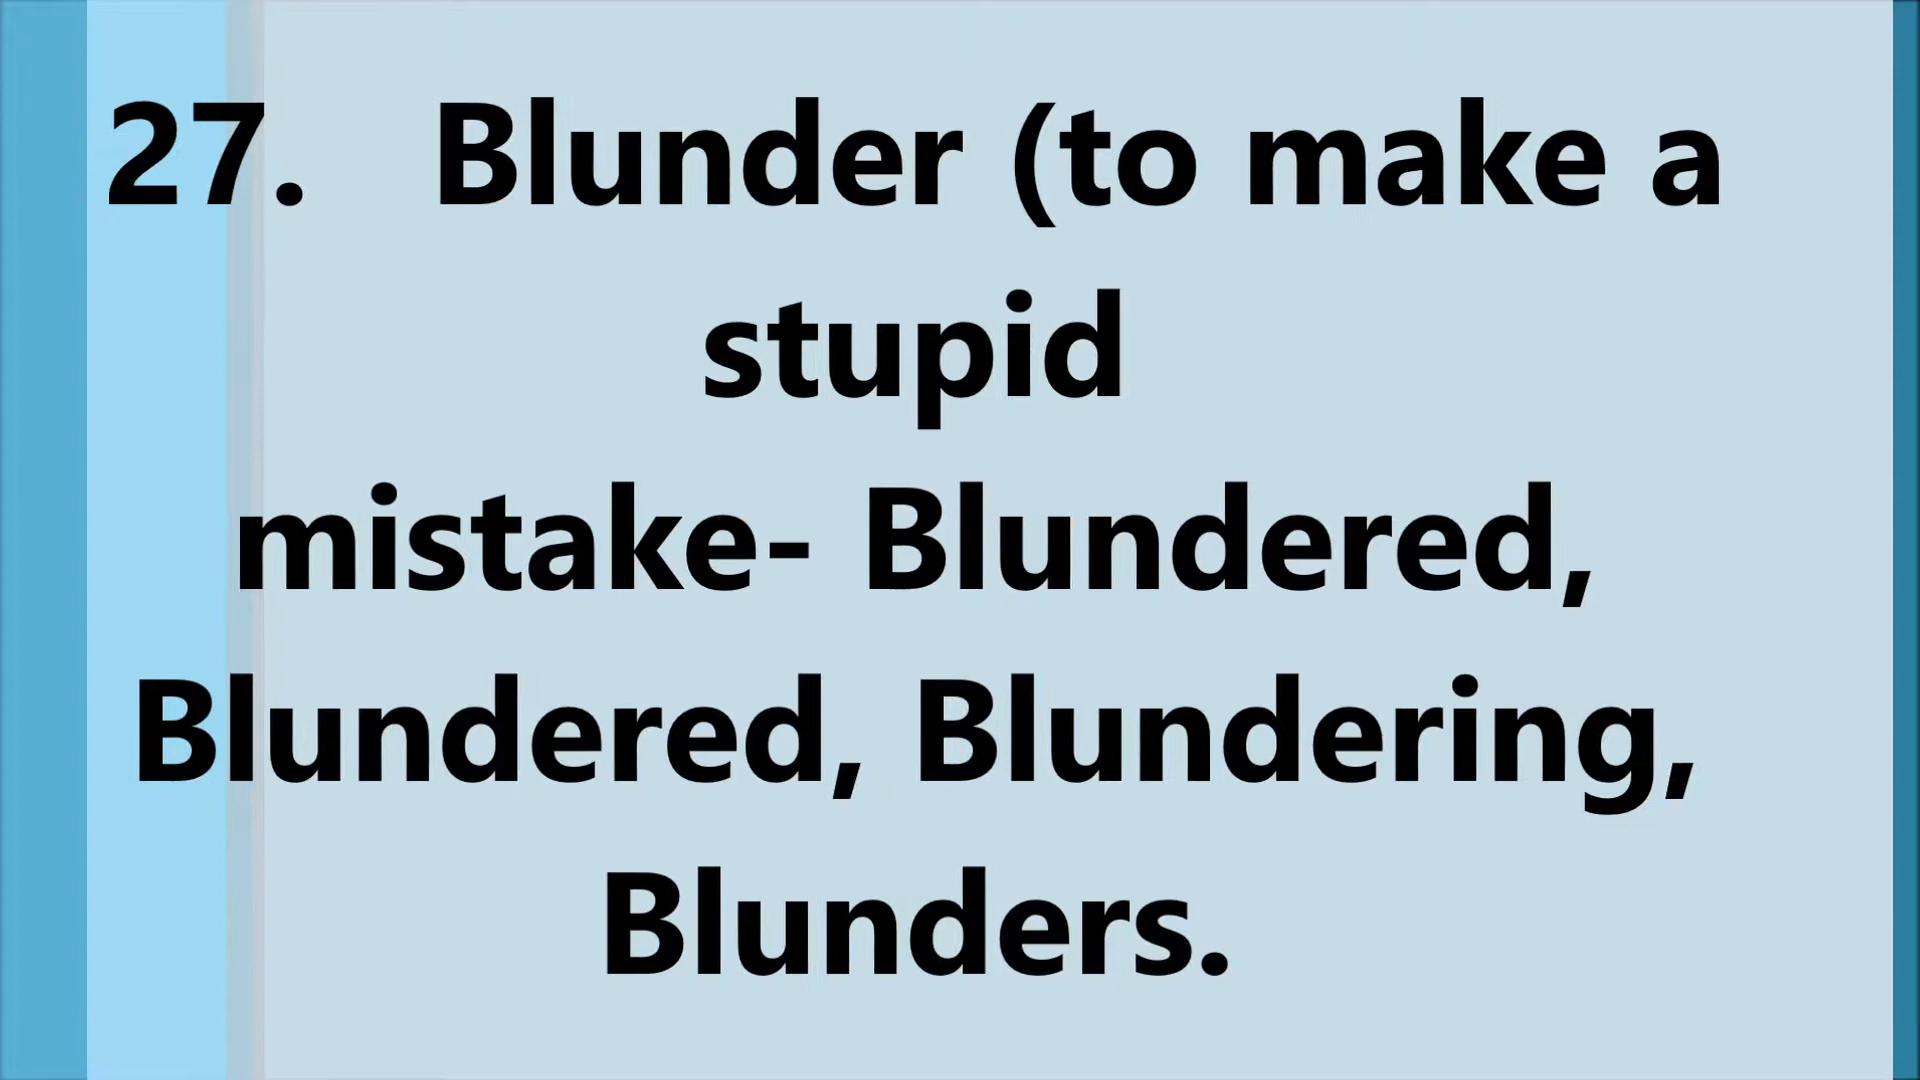 27. Blunder (to make a
stupid
mistake- Blundered,
Blundered, Blundering,
Blunders.